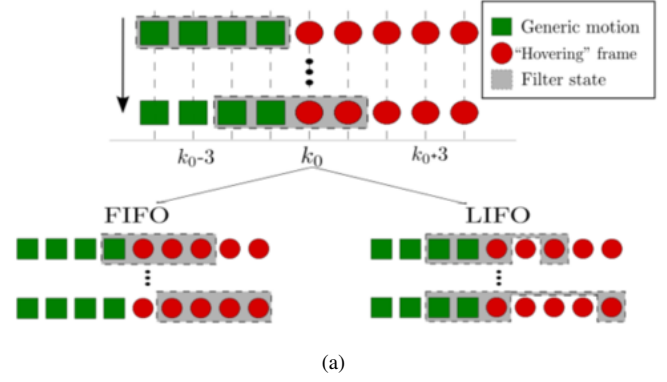 Generic motion
“Hovering” frame
Filter state
k₀-3 k₀ k₀+3
FIFO LIFO
(a)